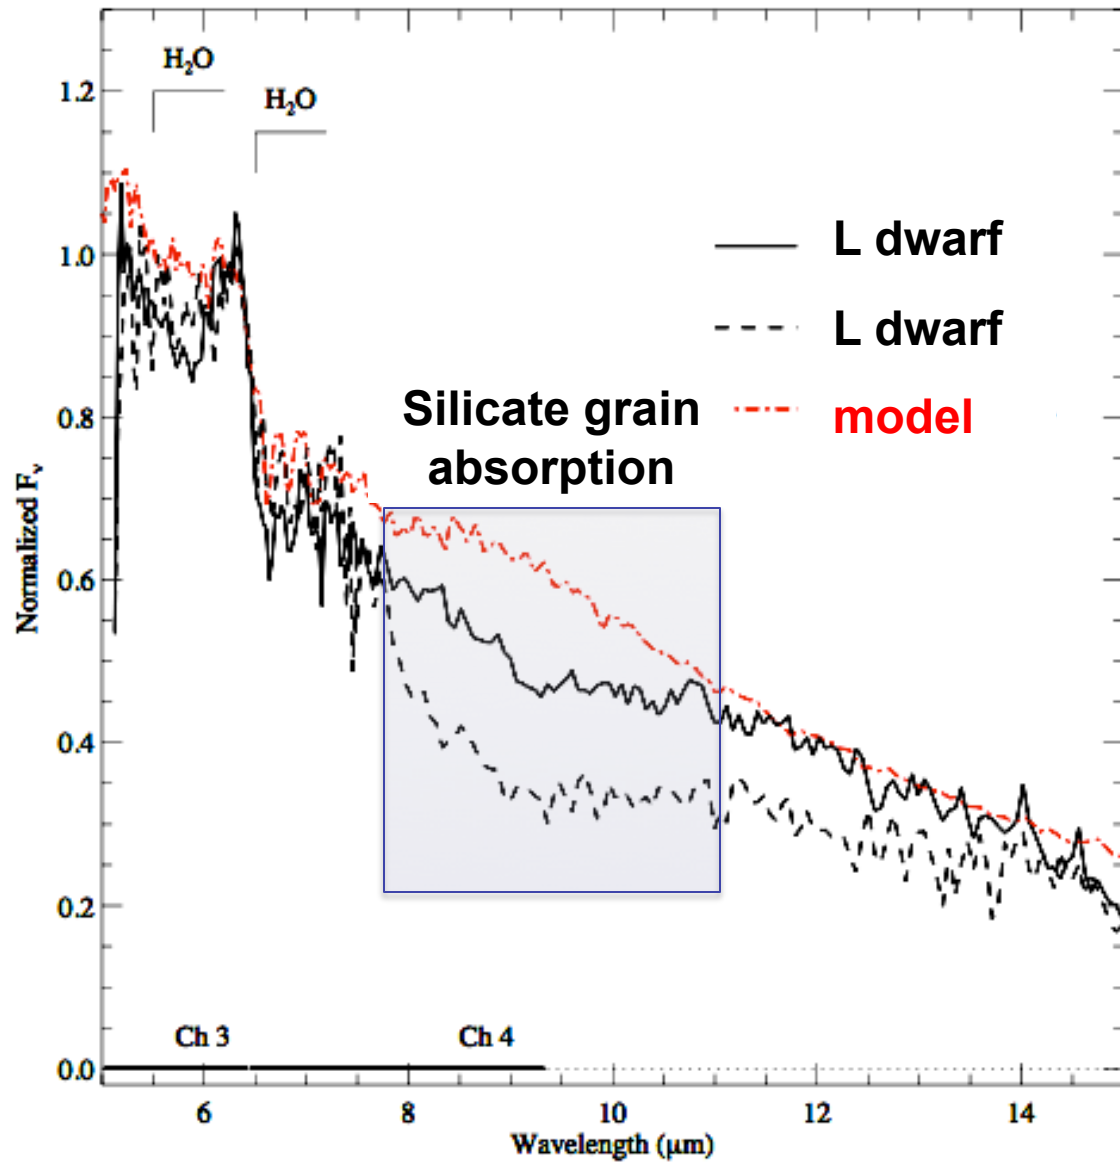 H₂O
H₂O
1.2
1.0
0.8
0.6
0.4
0.2
0.0
Normalized Fᵥ
L dwarf
L dwarf
model
Silicate grain
absorption
Ch 3
Ch 4
6
8
10
12
14
Wavelength (μm)